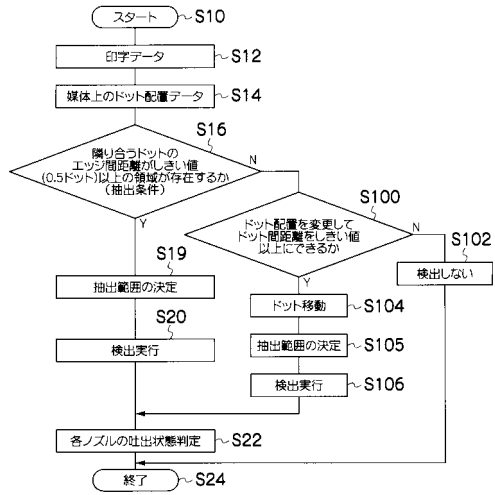 スタート S10
印字データ S12
媒体上のドット配置データ S14
S16
隣り合うドットの
エッジ間距離がしきい値
(0.5ドット)以上の領域が存在するか
(抽出条件)
N
Y
S100
ドット配置を変更して
ドット間距離をしきい値
以上にできるか
N
Y
S102
検出しない
S19
抽出範囲の決定
S20
検出実行
ドット移動 S104
抽出範囲の決定 S105
検出実行 S106
各ノズルの吐出状態判定 S22
終了 S24